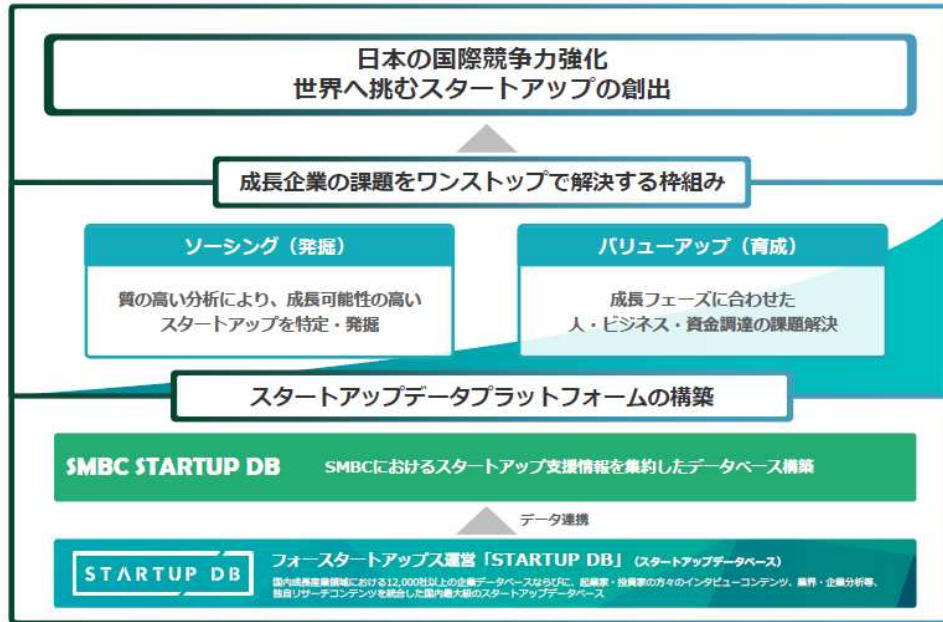 日本の国際競争力強化
世界へ挑むスタートアップの創出
成長企業の課題をワンストップで解決する枠組み
ソーシング（発掘）
質の高い分析により、成長可能性の高い
スタートアップを特定・発掘
バリューアップ（育成）
成長フェーズに合わせた
人・ビジネス・資金調達の課題解決
スタートアップデータプラットフォームの構築
SMBC STARTUP DB
SMBCにおけるスタートアップ支援情報を集約したデータベース構築
データ連携
STARTUP DB
フォースタートアップス運営「STARTUP DB」（スタートアップデータベース）
国内成長産業領域における12,000社以上の企業データベースならびに、起業家・投資家の方々のインタビューコンテンツ、業界・企業分析等、
独自リサーチコンテンツを統合した国内最大級のスタートアップデータベース